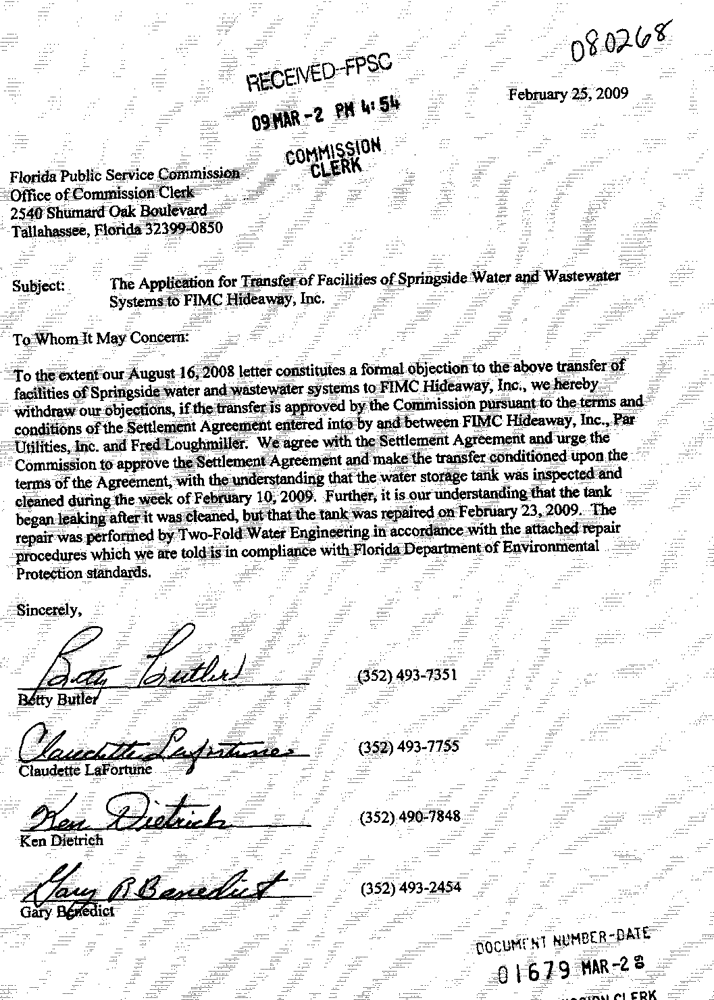 080268
RECEIVED-FPSC
February 25, 2009
09 MAR -2 PM 4:54
COMMISSION
CLERK
Florida Public Service Commission
Office of Commission Clerk
2540 Shumard Oak Boulevard
Tallahassee, Florida 32399-0850
Subject: The Application for Transfer of Facilities of Springside Water and Wastewater
Systems to FIMC Hideaway, Inc.
To Whom It May Concern:
To the extent our August 16, 2008 letter constitutes a formal objection to the above transfer of
facilities of Springside water and wastewater systems to FIMC Hideaway, Inc., we hereby
withdraw our objections, if the transfer is approved by the Commission pursuant to the terms and
conditions of the Settlement Agreement entered into by and between FIMC Hideaway, Inc., Par
Utilities, Inc. and Fred Loughmiller. We agree with the Settlement Agreement and urge the
Commission to approve the Settlement Agreement and make the transfer conditioned upon the
terms of the Agreement, with the understanding that the water storage tank was inspected and
cleaned during the week of February 10, 2009. Further, it is our understanding that the tank
began leaking after it was cleaned, but that the tank was repaired on February 23, 2009. The
repair was performed by Two-Fold Water Engineering in accordance with the attached repair
procedures which we are told is in compliance with Florida Department of Environmental
Protection standards.
Sincerely,
Betty Butler (352) 493-7351
Betty Butler
Claudette Lafortune (352) 493-7755
Claudette LaFortune
Ken Dietrich (352) 490-7848
Ken Dietrich
Gary R Benedict (352) 493-2454
Gary Benedict
DOCUMENT NUMBER-DATE
01679 MAR-2
CLERK